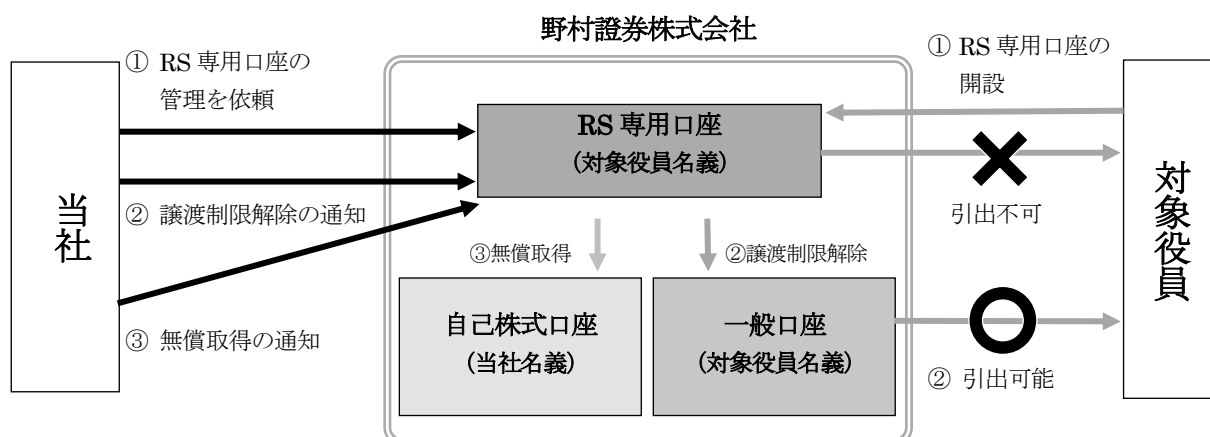 野村證券株式会社
① RS 専用口座の
管理を依頼
① RS 専用口座の
開設
RS 専用口座
(対象役員名義)
当社
対象役員
② 譲渡制限解除の通知
引出不可
③無償取得
②譲渡制限解除
③ 無償取得の通知
自己株式口座
(当社名義)
一般口座
(対象役員名義)
② 引出可能